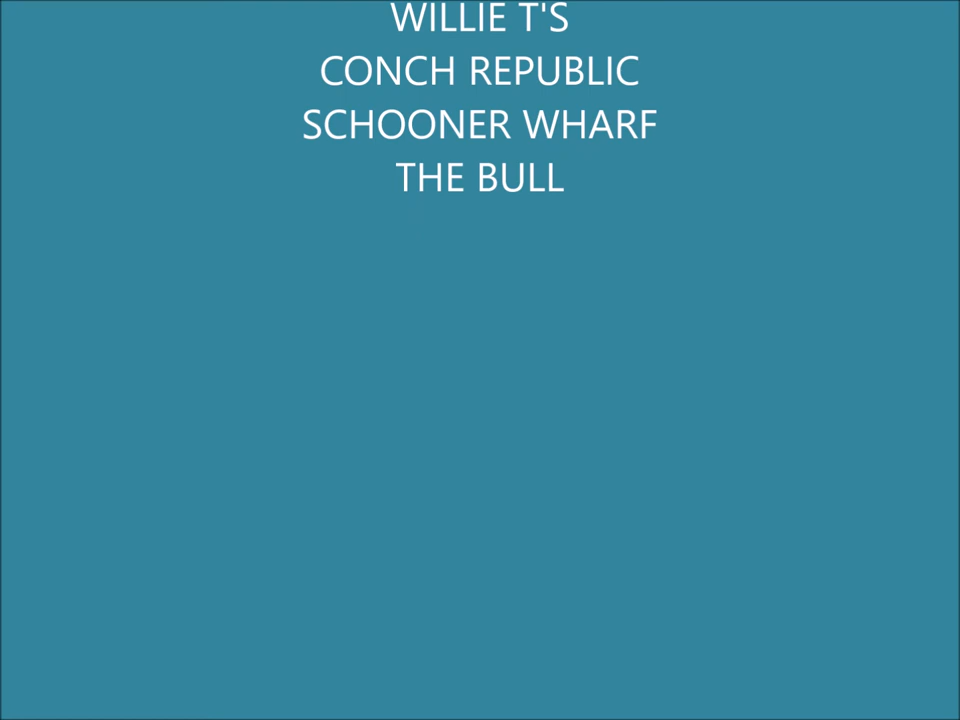 WILLIE T'S
CONCH REPUBLIC
SCHOONER WHARF
THE BULL